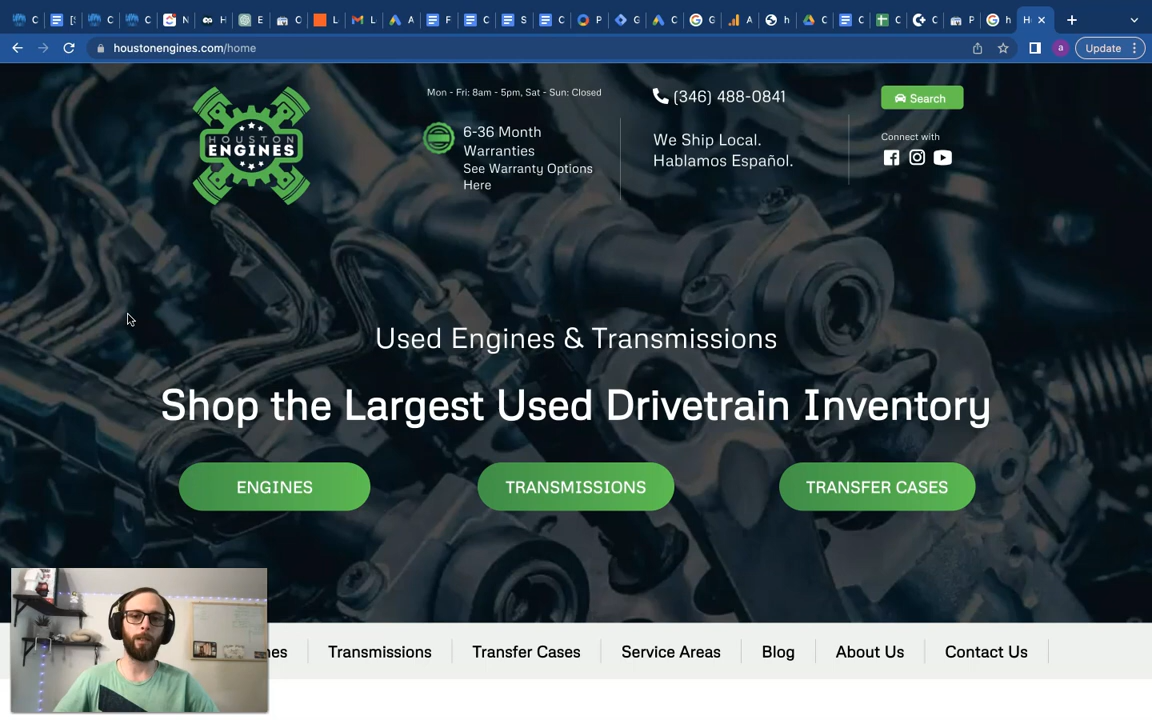 E
L
L
A
F
C
S
C
P
G
C
G
G
A
h
C
C
C
C
P
h
houstonengines.com/home
a
Update
HOUSTON
ENGINES
Mon - Fri: 8am - 5pm, Sat - Sun: Closed
6-36 Month
Warranties
See Warranty Options
Here
(346) 488-0841
We Ship Local.
Hablamos Español.
Search
Connect with
Used Engines & Transmissions
Shop the Largest Used Drivetrain Inventory
ENGINES
TRANSMISSIONS
TRANSFER CASES
nes
Transmissions
Transfer Cases
Service Areas
Blog
About Us
Contact Us